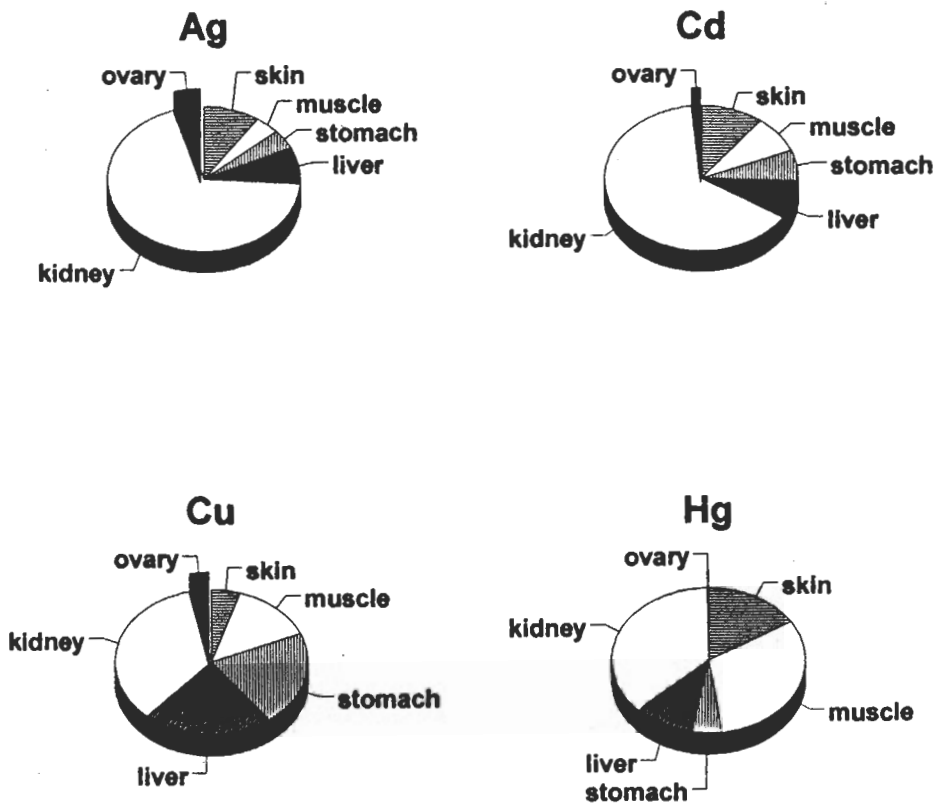 Ag
ovary
skin
muscle
stomach
liver
kidney
Cd
ovary
skin
muscle
stomach
liver
kidney
Cu
ovary
skin
muscle
kidney
stomach
liver
Hg
ovary
skin
kidney
muscle
liver
stomach